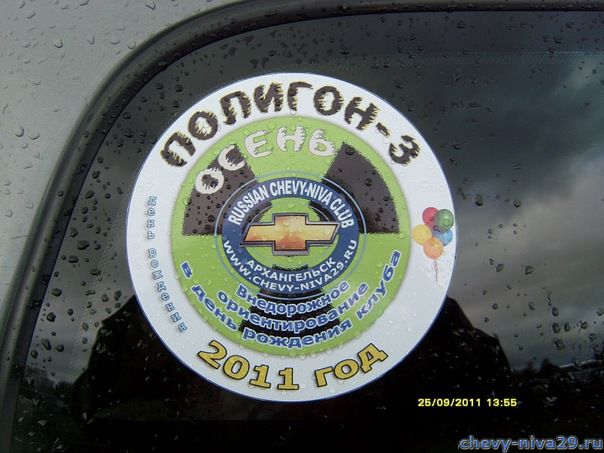 ПОЛИГОН-3
ОСЕНЬ
день рождения
RUSSIAN CHEVY-NIVA CLUB
АРХАНГЕЛЬСК
WWW.CHEVY-NIVA29.RU
Внедорожное
ориентирование
в день рождения клуба
2011 год
25/09/2011 13:55
chevy-niva29.ru